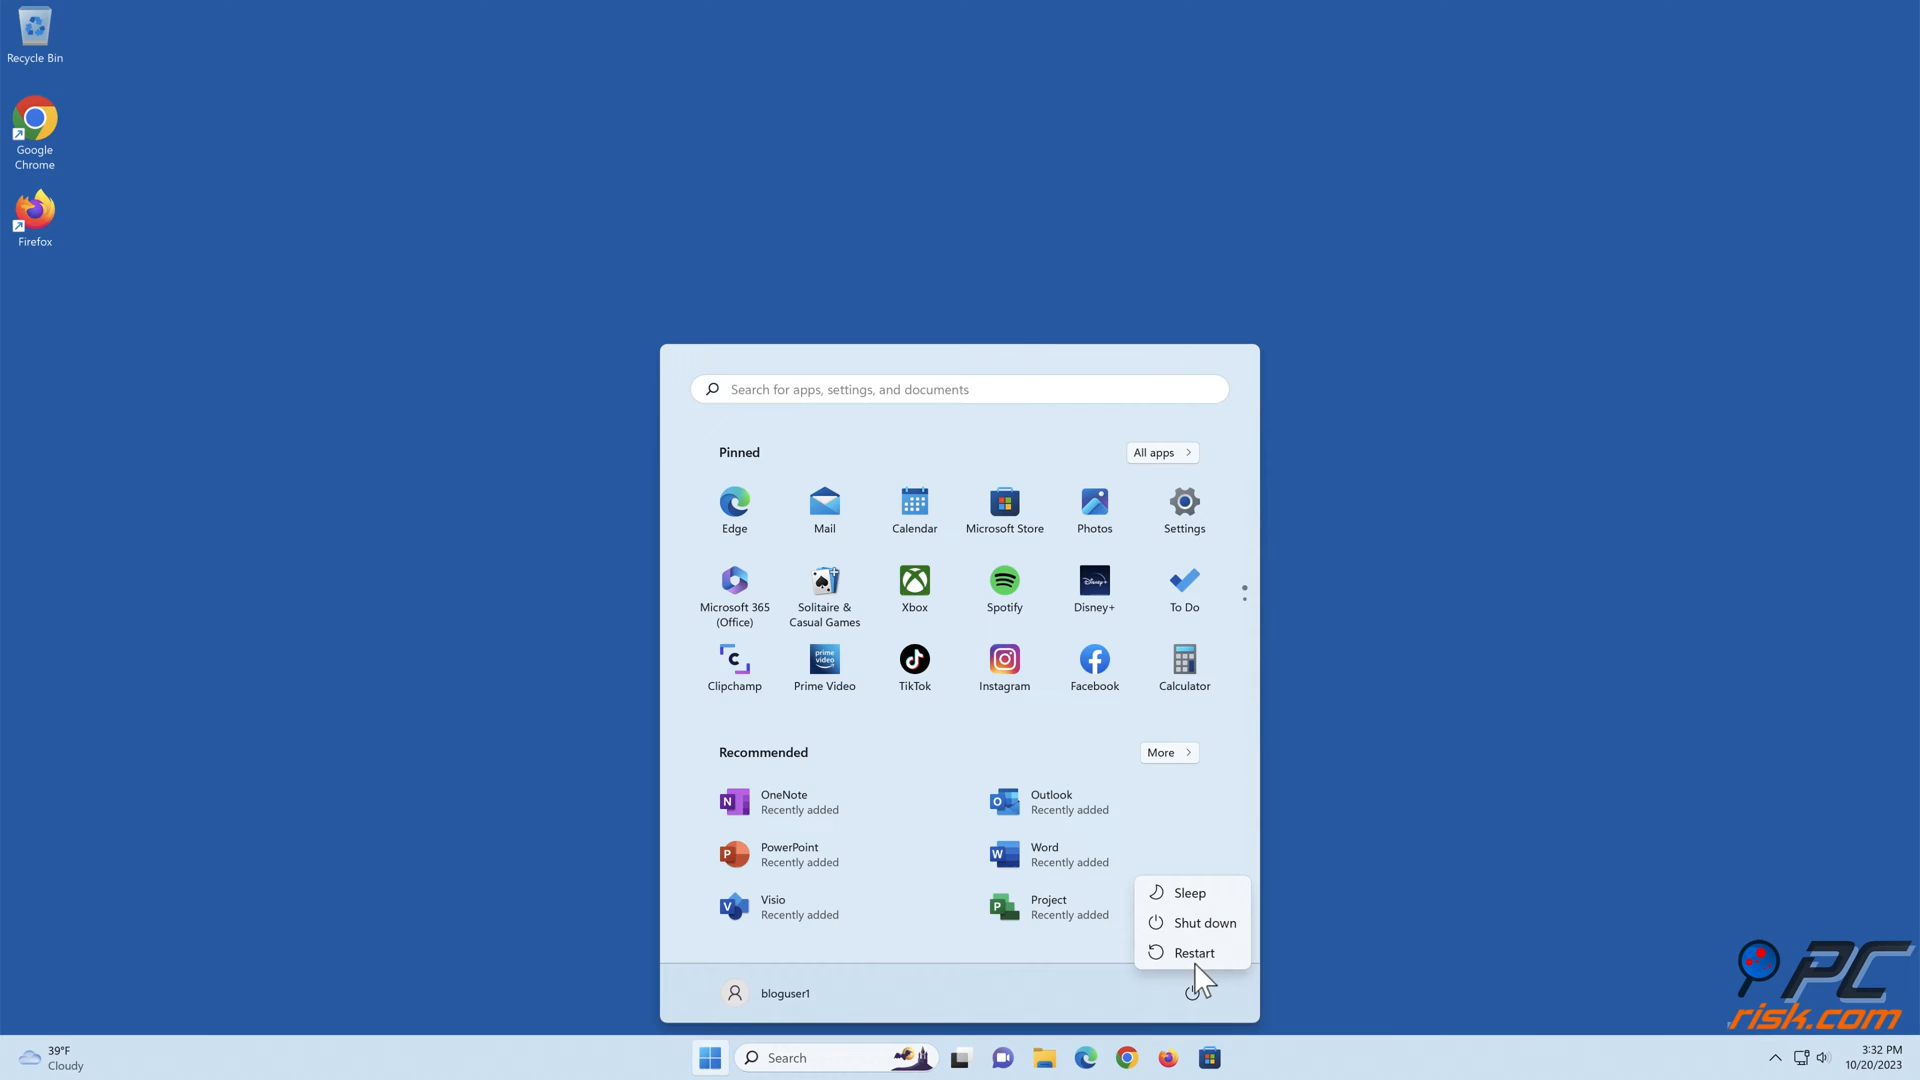 Recycle Bin
Google
Chrome
Firefox
Search for apps, settings, and documents
Pinned
All apps
Edge
Mail
Calendar
Microsoft Store
Photos
Settings
Microsoft 365
(Office)
Solitaire &
Casual Games
Xbox
Spotify
Disney+
Disney+
To Do
Clipchamp
prime
video
Prime Video
TikTok
Instagram
Facebook
Calculator
Recommended
More
OneNote
Recently added
Outlook
Recently added
PowerPoint
Recently added
Word
Recently added
Visio
Recently added
Project
Recently added
Sleep
Shut down
Restart
bloguser1
PC
risk.com
39°F
Cloudy
Search
3:32 PM
10/20/2023